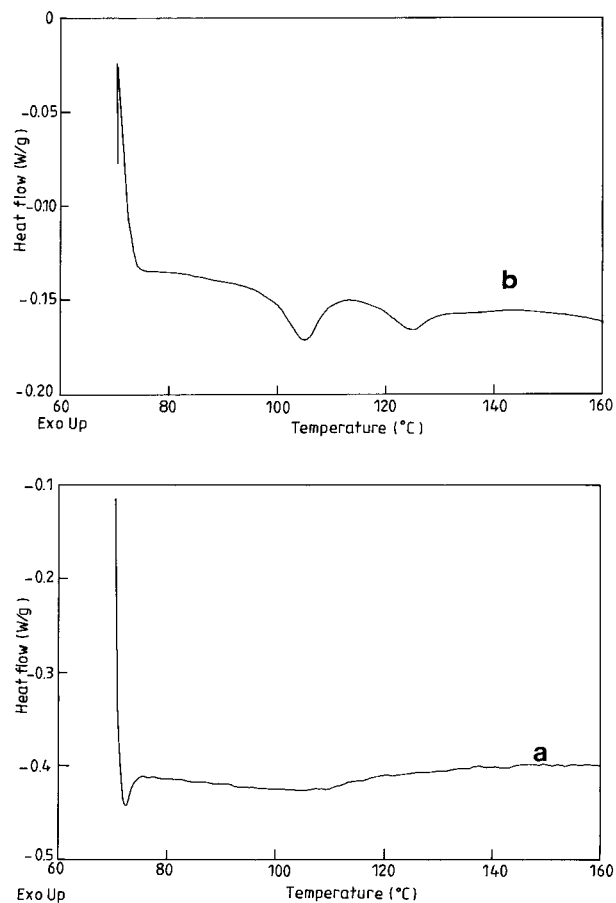 0
-0.05
-0.10
-0.15
-0.20
Heat flow (W/g)
b
60 80 100 120 140 160
Exo Up
Temperature (°C)
-0.1
-0.2
-0.3
-0.4
-0.5
Heat flow (W/g)
a
60 80 100 120 140 160
Exo Up
Temperature (°C)